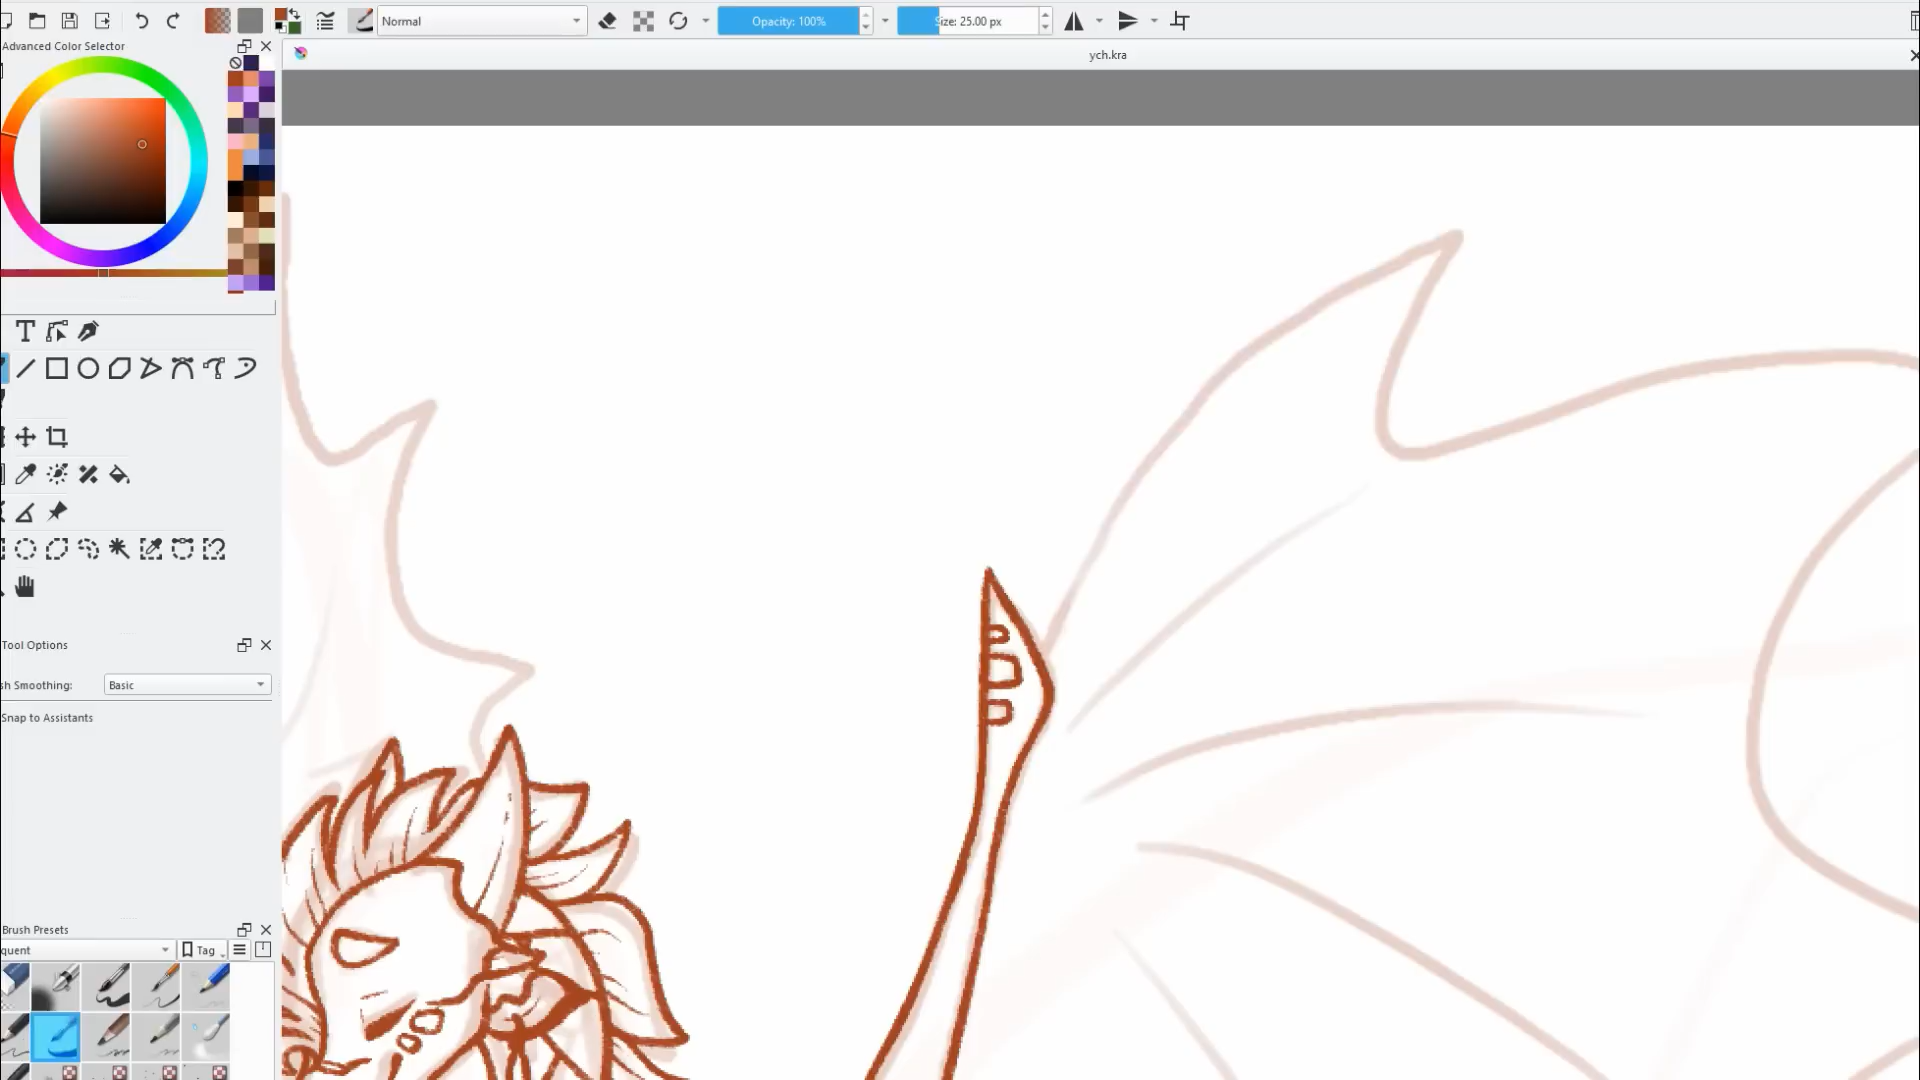 Normal
Opacity: 100%
Size: 25.00 px
Advanced Color Selector
ych.kra
Tool Options
sh Smoothing:
Basic
Snap to Assistants
Brush Presets
quent
Tag